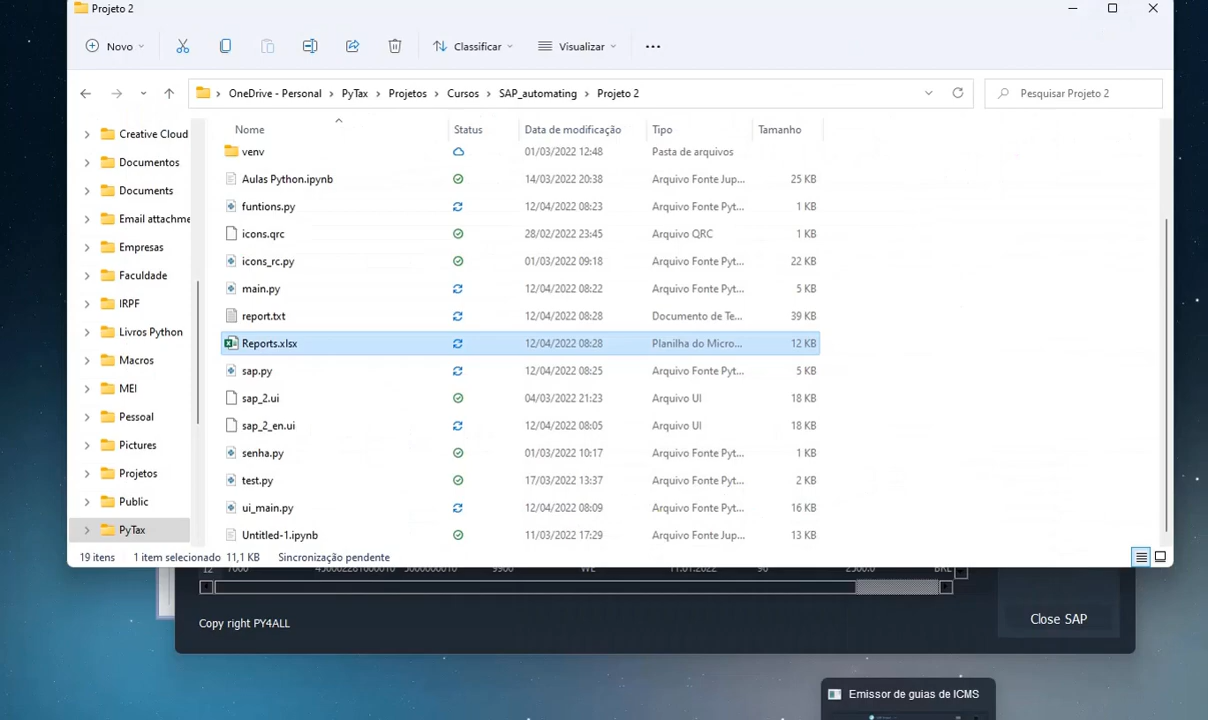 Projeto 2
Novo
Classificar
Visualizar
OneDrive - Personal > PyTax > Projetos > Cursos > SAP_automating > Projeto 2
Pesquisar Projeto 2
Creative Cloud
Documentos
Documents
Email attachme
Empresas
Faculdade
IRPF
Livros Python
Macros
MEI
Pessoal
Pictures
Projetos
Public
PyTax
Nome Status Data de modificação Tipo Tamanho
venv 01/03/2022 12:48 Pasta de arquivos
Aulas Python.ipynb 14/03/2022 20:38 Arquivo Fonte Jup... 25 KB
funtions.py 12/04/2022 08:23 Arquivo Fonte Pyt... 1 KB
icons.qrc 28/02/2022 23:45 Arquivo QRC 1 KB
icons_rc.py 01/03/2022 09:18 Arquivo Fonte Pyt... 22 KB
main.py 12/04/2022 08:22 Arquivo Fonte Pyt... 5 KB
report.txt 12/04/2022 08:28 Documento de Te... 39 KB
Reports.xlsx 12/04/2022 08:28 Planilha do Micro... 12 KB
sap.py 12/04/2022 08:25 Arquivo Fonte Pyt... 5 KB
sap_2.ui 04/03/2022 21:23 Arquivo UI 18 KB
sap_2_en.ui 12/04/2022 08:05 Arquivo UI 18 KB
senha.py 01/03/2022 10:17 Arquivo Fonte Pyt... 1 KB
test.py 17/03/2022 13:37 Arquivo Fonte Pyt... 2 KB
ui_main.py 12/04/2022 08:09 Arquivo Fonte Pyt... 16 KB
Untitled-1.ipynb 11/03/2022 17:29 Arquivo Fonte Jup... 13 KB
19 itens 1 item selecionado 11,1 KB Sincronização pendente
Copy right PY4ALL
Close SAP
Emissor de guias de ICMS